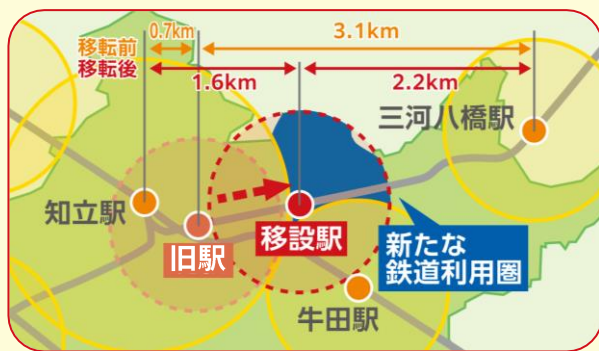 移転前
0.7km
3.1km
移転後
1.6km
2.2km
三河八橋駅
知立駅
旧駅
移設駅
新たな
鉄道利用圏
牛田駅